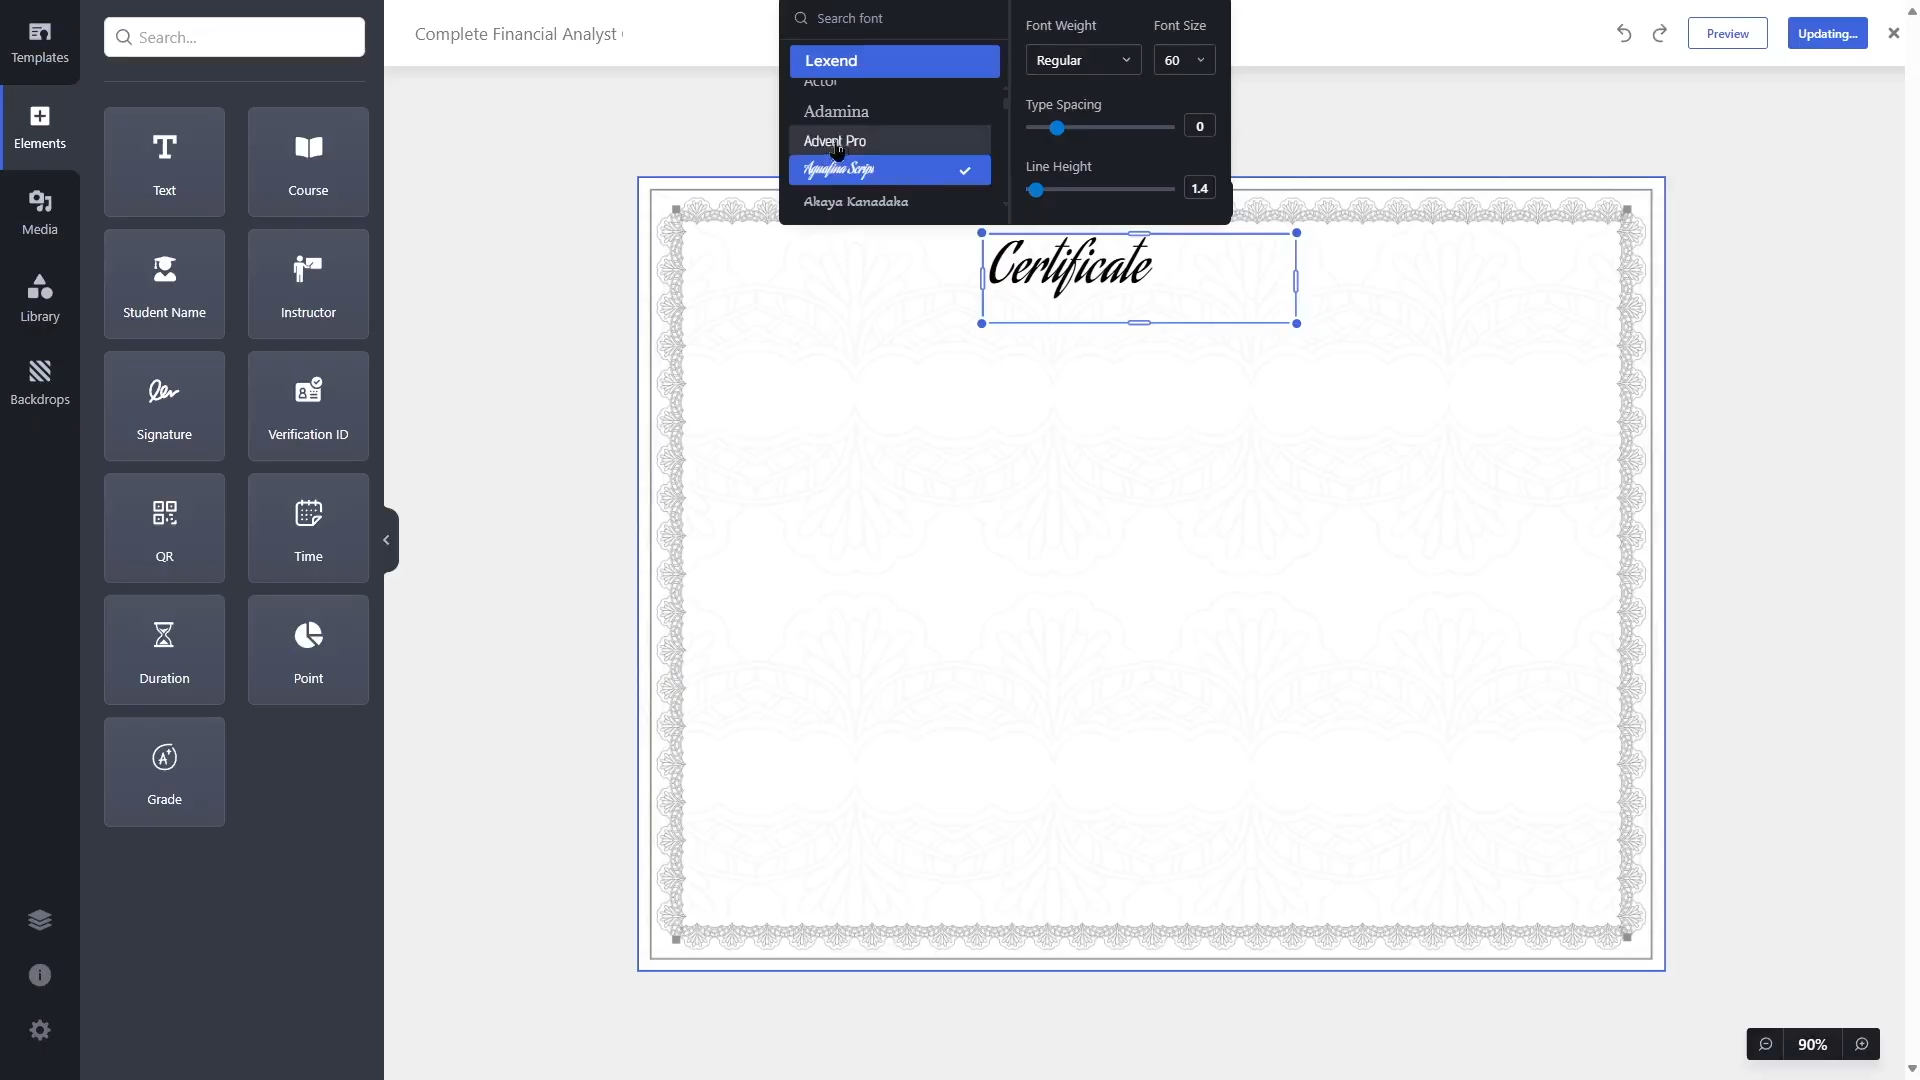 Templates
Elements
Media
Library
Backdrops
Search...
Text
Course
Student Name
Instructor
Signature
Verification ID
QR
Time
Duration
Point
Grade
A+
Complete Financial Analyst
Search font
Lexend
Actor
Adamina
Advent Pro
Aguafina Script
Akaya Kanadaka
Font Weight
Font Size
Regular
60
Type Spacing
0
Line Height
1.4
Preview
Updating...
Certificate
90%